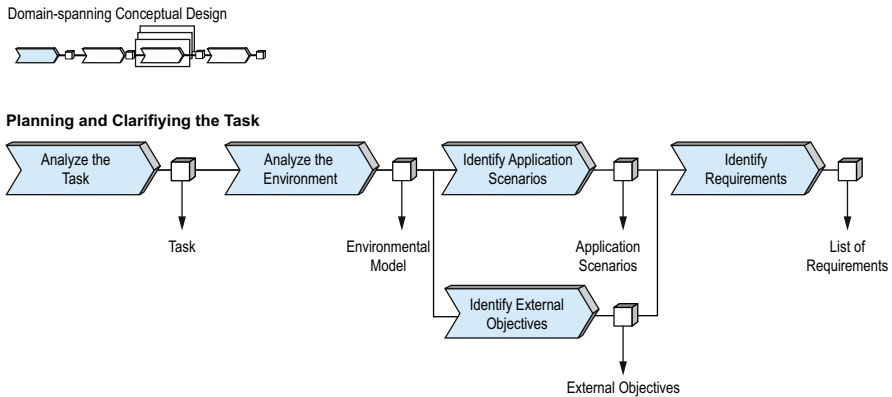 Domain-spanning Conceptual Design
Planning and Clarifiying the Task
Analyze the
Task
Analyze the
Environment
Identify Application
Scenarios
Identify
Requirements
Task
Environmental
Model
Application
Scenarios
List of
Requirements
Identify External
Objectives
External Objectives